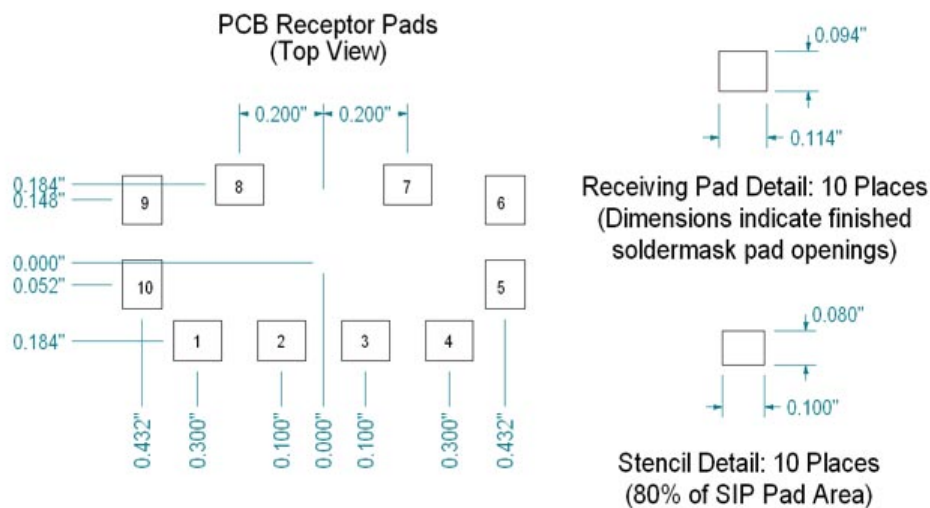 PCB Receptor Pads
(Top View)
0.200" 0.200"
0.184"
0.148"
0.000"
0.052"
0.184"
8 7
9 6
10 5
1 2 3 4
0.432" 0.300" 0.100" 0.000" 0.100" 0.300" 0.432"
0.094"
0.114"
Receiving Pad Detail: 10 Places
(Dimensions indicate finished
soldermask pad openings)
0.080"
0.100"
Stencil Detail: 10 Places
(80% of SIP Pad Area)